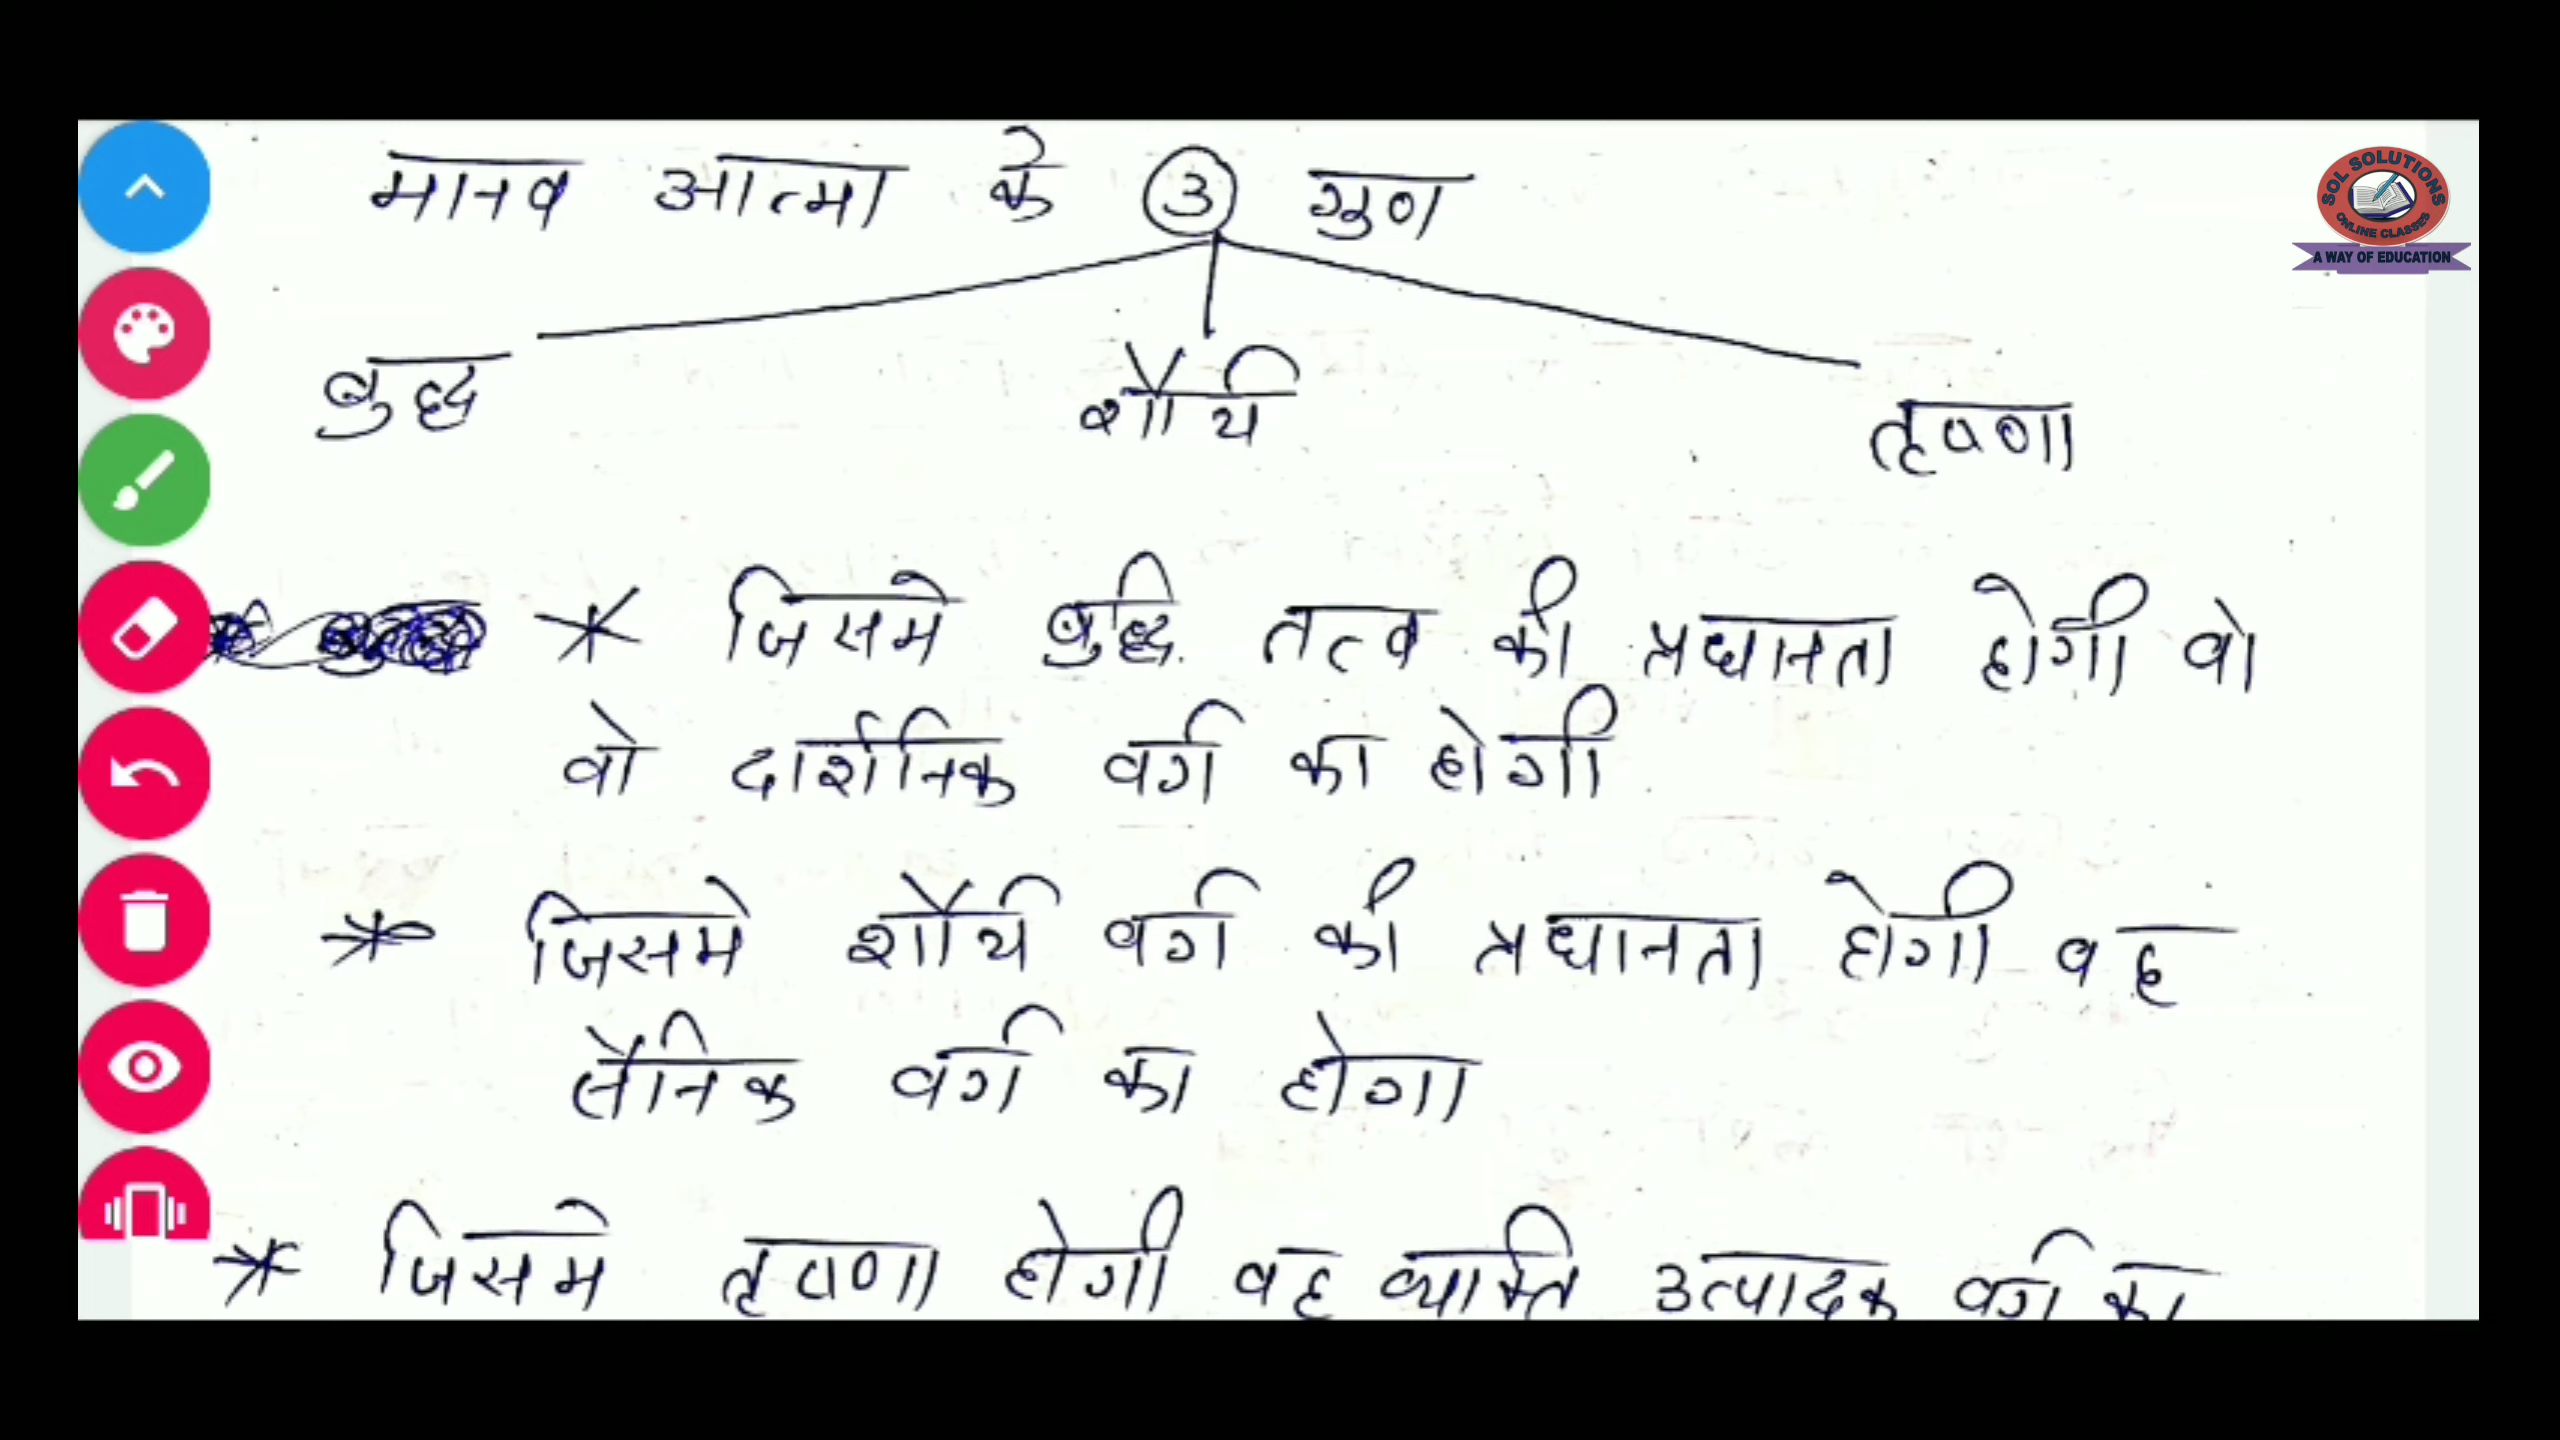 मानव आत्मा के 3 गुण
SOL SOLUTIONS
ONLINE CLASSES
A WAY OF EDUCATION
बुद्ध शौर्य तृष्णा
* जिसमे बुद्धि तत्व की प्रधानता होगी वो
वो दार्शनिक वर्ग का होगी
* जिसमे शौर्य वर्ग की प्रधानता होगी वह
सैनिक वर्ग का होगा
* जिसमे तृष्णा होगी वह व्यक्ति उत्पादक वर्ग का